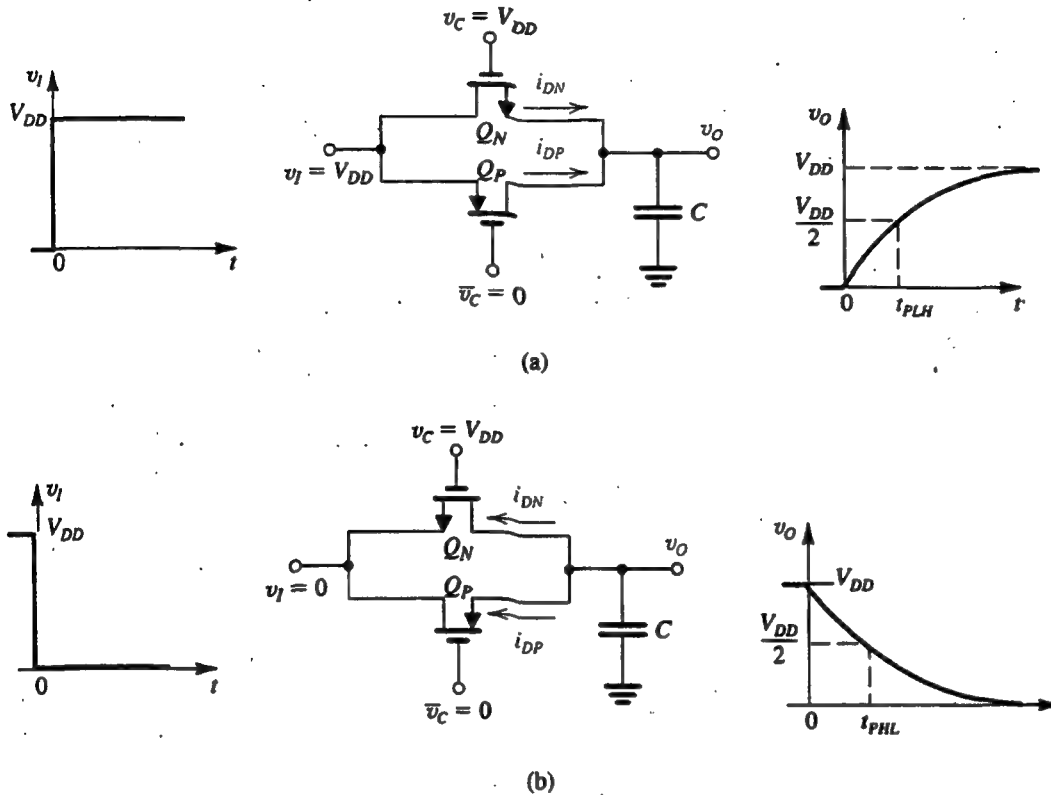 v_C = V_DD
v_I
V_DD
0
t
i_DN
Q_N
v_I = V_DD
Q_P
i_DP
v_O
C
v̅_C = 0
v_O
V_DD
V_DD/2
0
t_PLH
t
(a)
v_C = V_DD
v_I
V_DD
0
t
i_DN
Q_N
v_I = 0
Q_P
i_DP
v_O
C
v̅_C = 0
v_O
V_DD
V_DD/2
0
t_PHL
(b)